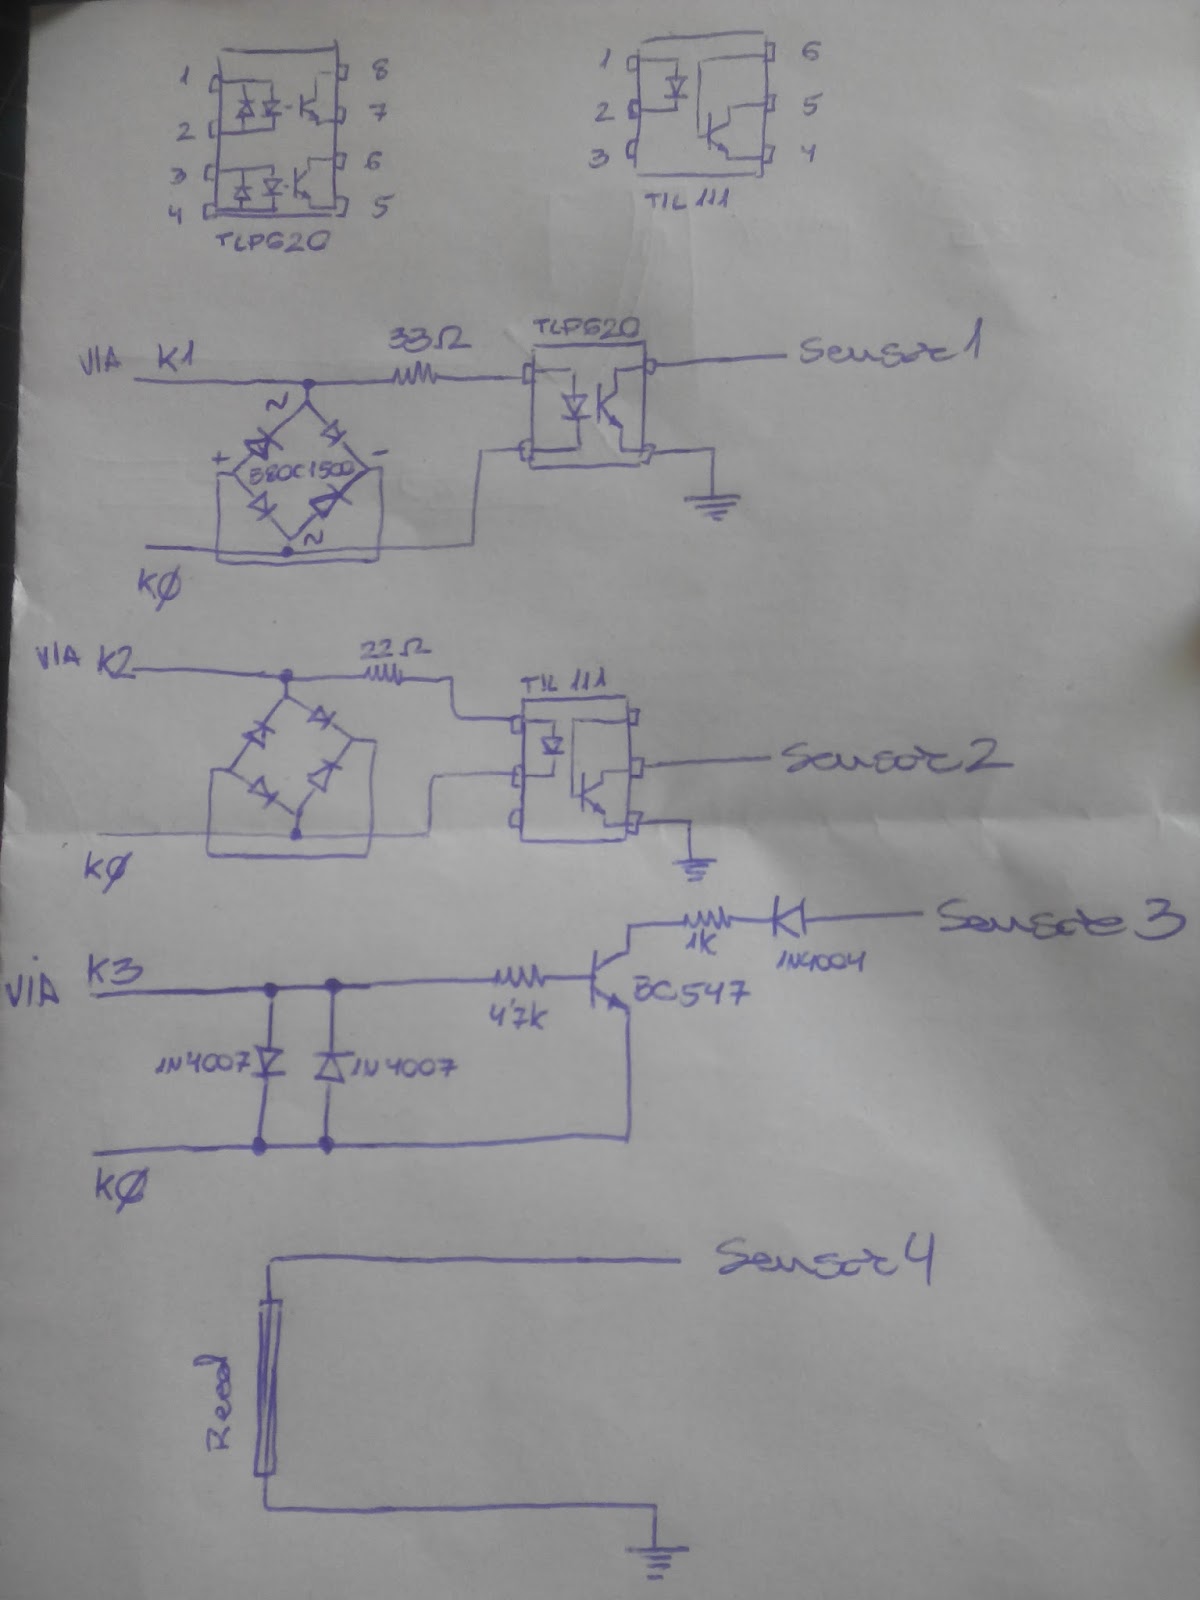 1 8
2 7
3 6
4 5
TLP620
1 6
2 5
3 4
TIL 111
VIA K1 33Ω TLP620 Sensor 1
~
+ B80C1500 -
~
KØ
VIA K2 22Ω TIL 111
Sensor 2
KØ
VIA K3 4'7K BC547 1K 1N4004 Sensor 3
1N4007 1N4007
KØ
Sensor 4
Reed